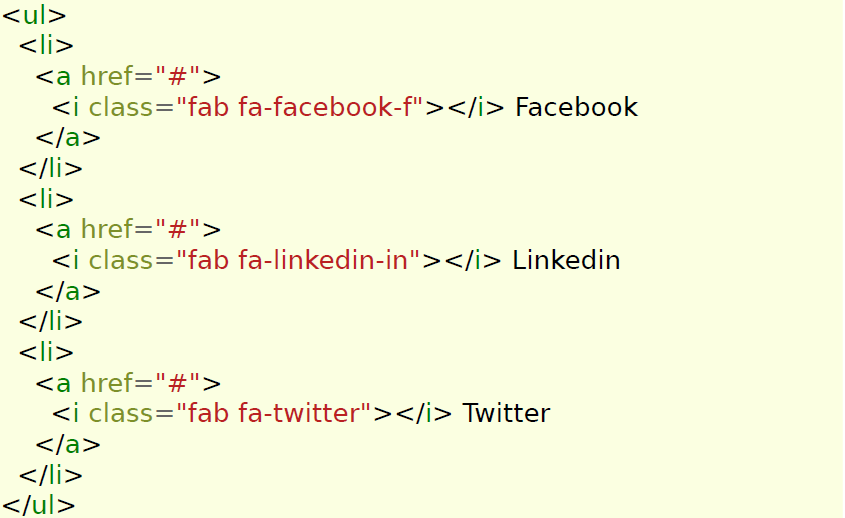 <ul>
  <li>
    <a href="#">
      <i class="fab fa-facebook-f"></i> Facebook
    </a>
  </li>
  <li>
    <a href="#">
      <i class="fab fa-linkedin-in"></i> Linkedin
    </a>
  </li>
  <li>
    <a href="#">
      <i class="fab fa-twitter"></i> Twitter
    </a>
  </li>
</ul>